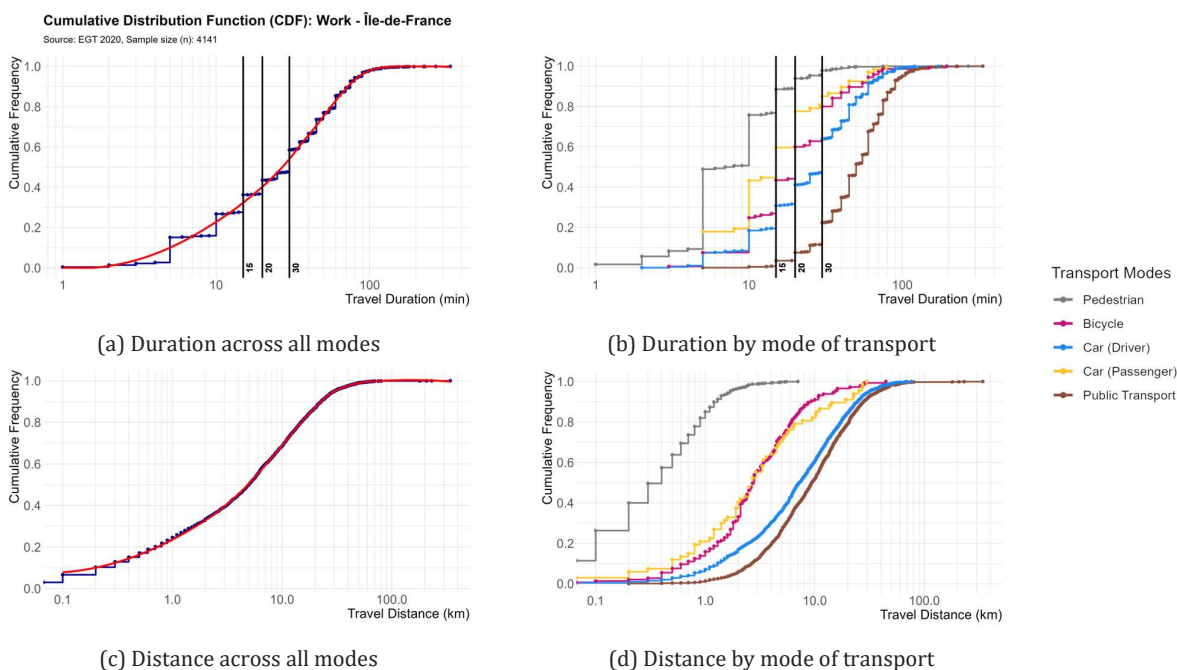 Cumulative Distribution Function (CDF): Work - Île-de-France
Source: EGT 2020, Sample size (n): 4141
Cumulative Frequency
1.0
0.8
0.6
0.4
0.2
0.0
15
20
30
1
10
100
Travel Duration (min)
(a) Duration across all modes
Cumulative Frequency
1.0
0.8
0.6
0.4
0.2
0.0
15
20
30
1
10
100
Travel Duration (min)
(b) Duration by mode of transport
Transport Modes
Pedestrian
Bicycle
Car (Driver)
Car (Passenger)
Public Transport
Cumulative Frequency
1.0
0.8
0.6
0.4
0.2
0.0
0.1
1.0
10.0
100.0
Travel Distance (km)
(c) Distance across all modes
Cumulative Frequency
1.0
0.8
0.6
0.4
0.2
0.0
0.1
1.0
10.0
100.0
Travel Distance (km)
(d) Distance by mode of transport